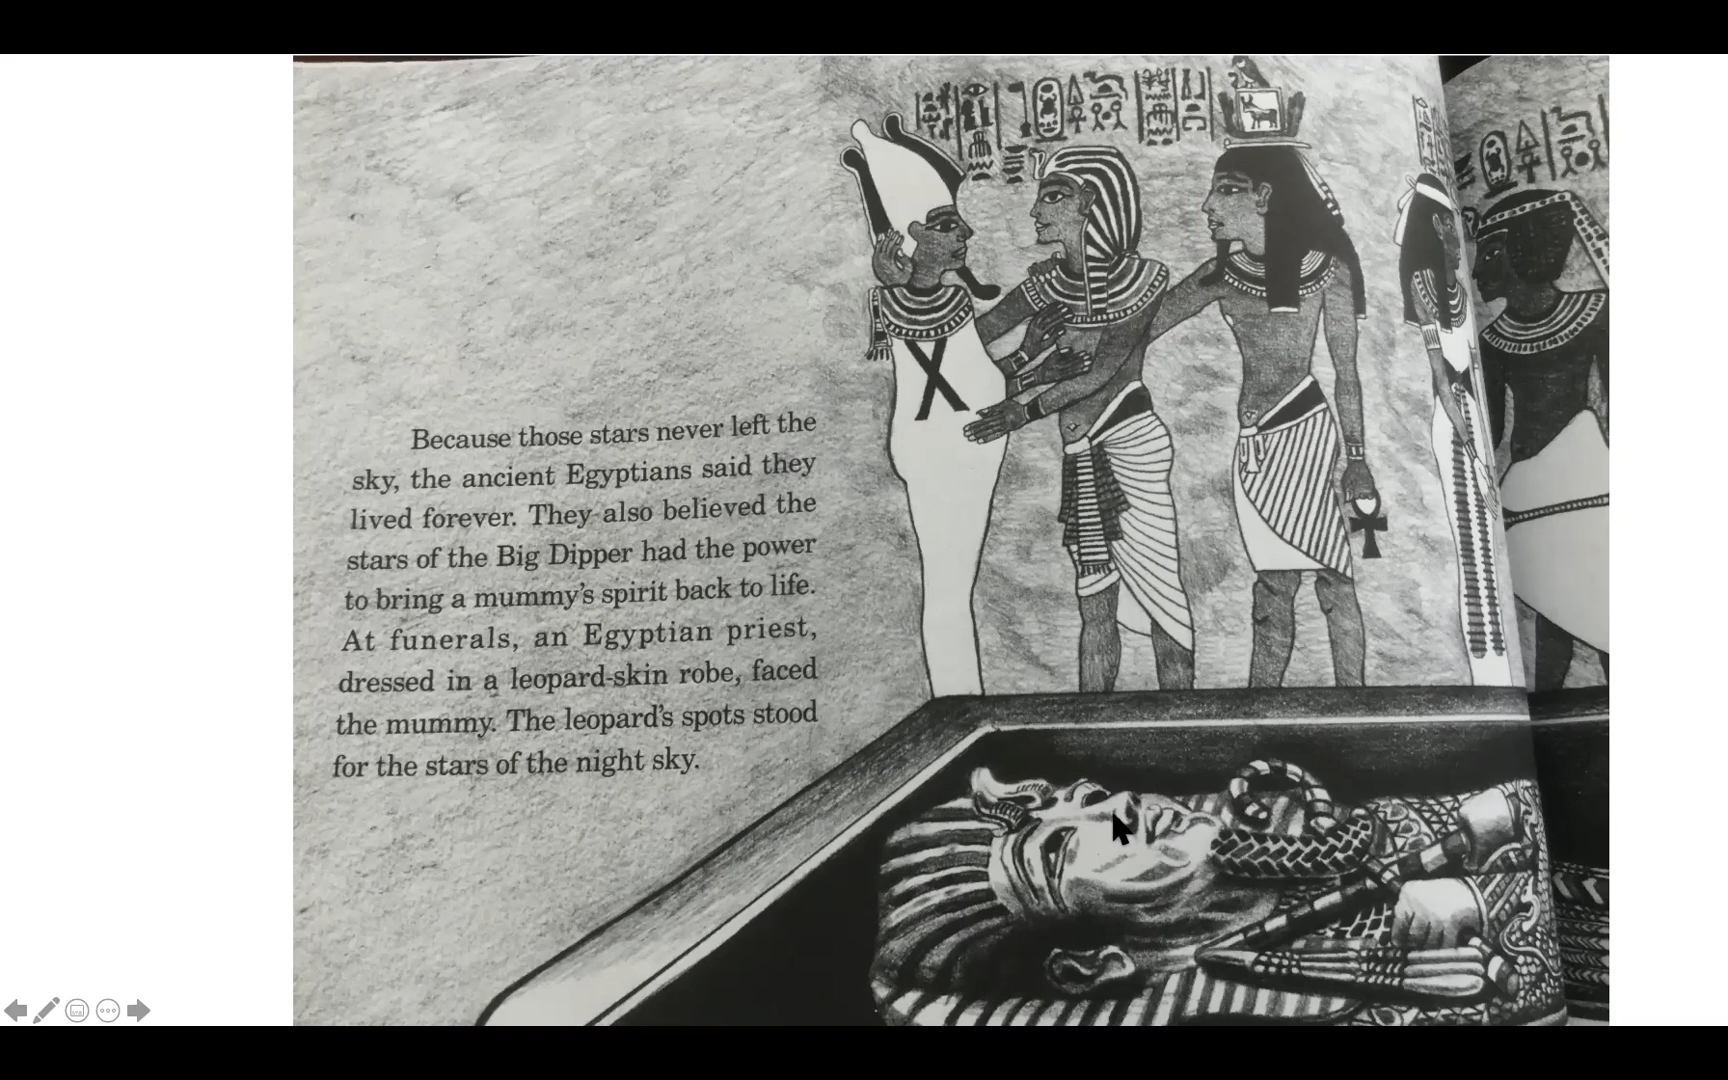 Because those stars never left the
sky, the ancient Egyptians said they
lived forever. They also believed the
stars of the Big Dipper had the power
to bring a mummy's spirit back to life.
At funerals, an Egyptian priest,
dressed in a leopard-skin robe, faced
the mummy. The leopard's spots stood
for the stars of the night sky.